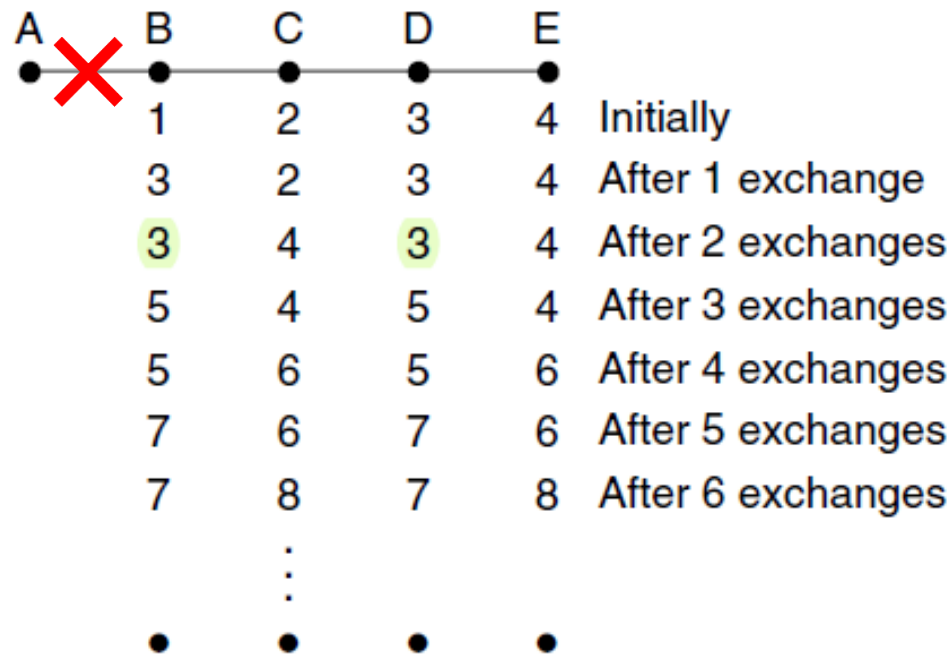 A B C D E
1 2 3 4 Initially
3 2 3 4 After 1 exchange
3 4 3 4 After 2 exchanges
5 4 5 4 After 3 exchanges
5 6 5 6 After 4 exchanges
7 6 7 6 After 5 exchanges
7 8 7 8 After 6 exchanges